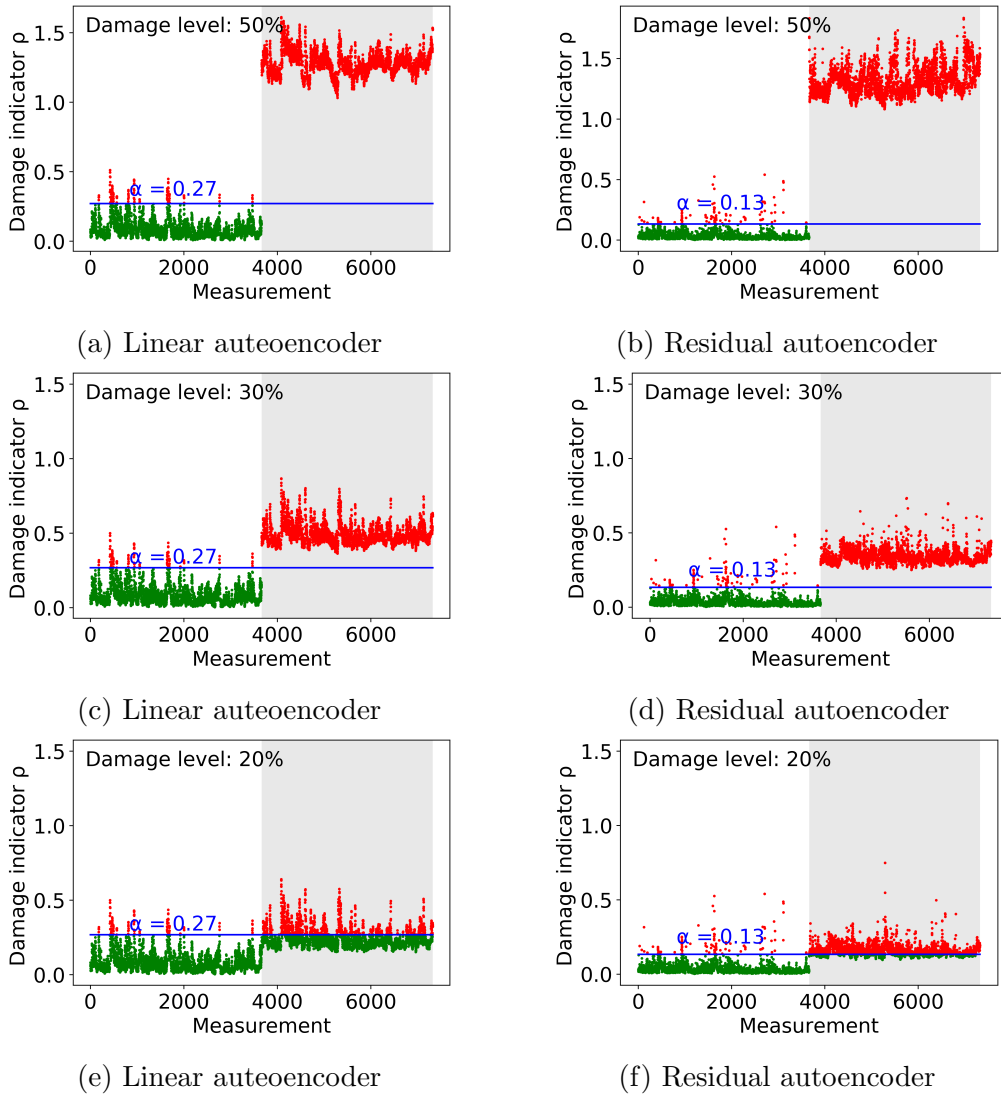 Damage level: 50%
1.5
1.0
0.5
0.0
Damage indicator ρ
α = 0.27
0 2000 4000 6000
Measurement
(a) Linear auteoencoder
Damage level: 50%
1.5
1.0
0.5
0.0
Damage indicator ρ
α = 0.13
0 2000 4000 6000
Measurement
(b) Residual autoencoder
Damage level: 30%
1.5
1.0
0.5
0.0
Damage indicator ρ
α = 0.27
0 2000 4000 6000
Measurement
(c) Linear auteoencoder
Damage level: 30%
1.5
1.0
0.5
0.0
Damage indicator ρ
α = 0.13
0 2000 4000 6000
Measurement
(d) Residual autoencoder
Damage level: 20%
1.5
1.0
0.5
0.0
Damage indicator ρ
α = 0.27
0 2000 4000 6000
Measurement
(e) Linear auteoencoder
Damage level: 20%
1.5
1.0
0.5
0.0
Damage indicator ρ
α = 0.13
0 2000 4000 6000
Measurement
(f) Residual autoencoder